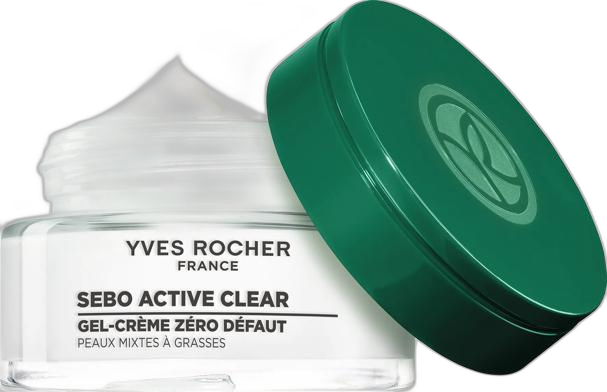 YVES ROCHER
FRANCE
SEBO ACTIVE CLEAR
GEL-CRÈME ZÉRO DÉFAUT
PEAUX MIXTES À GRASSES